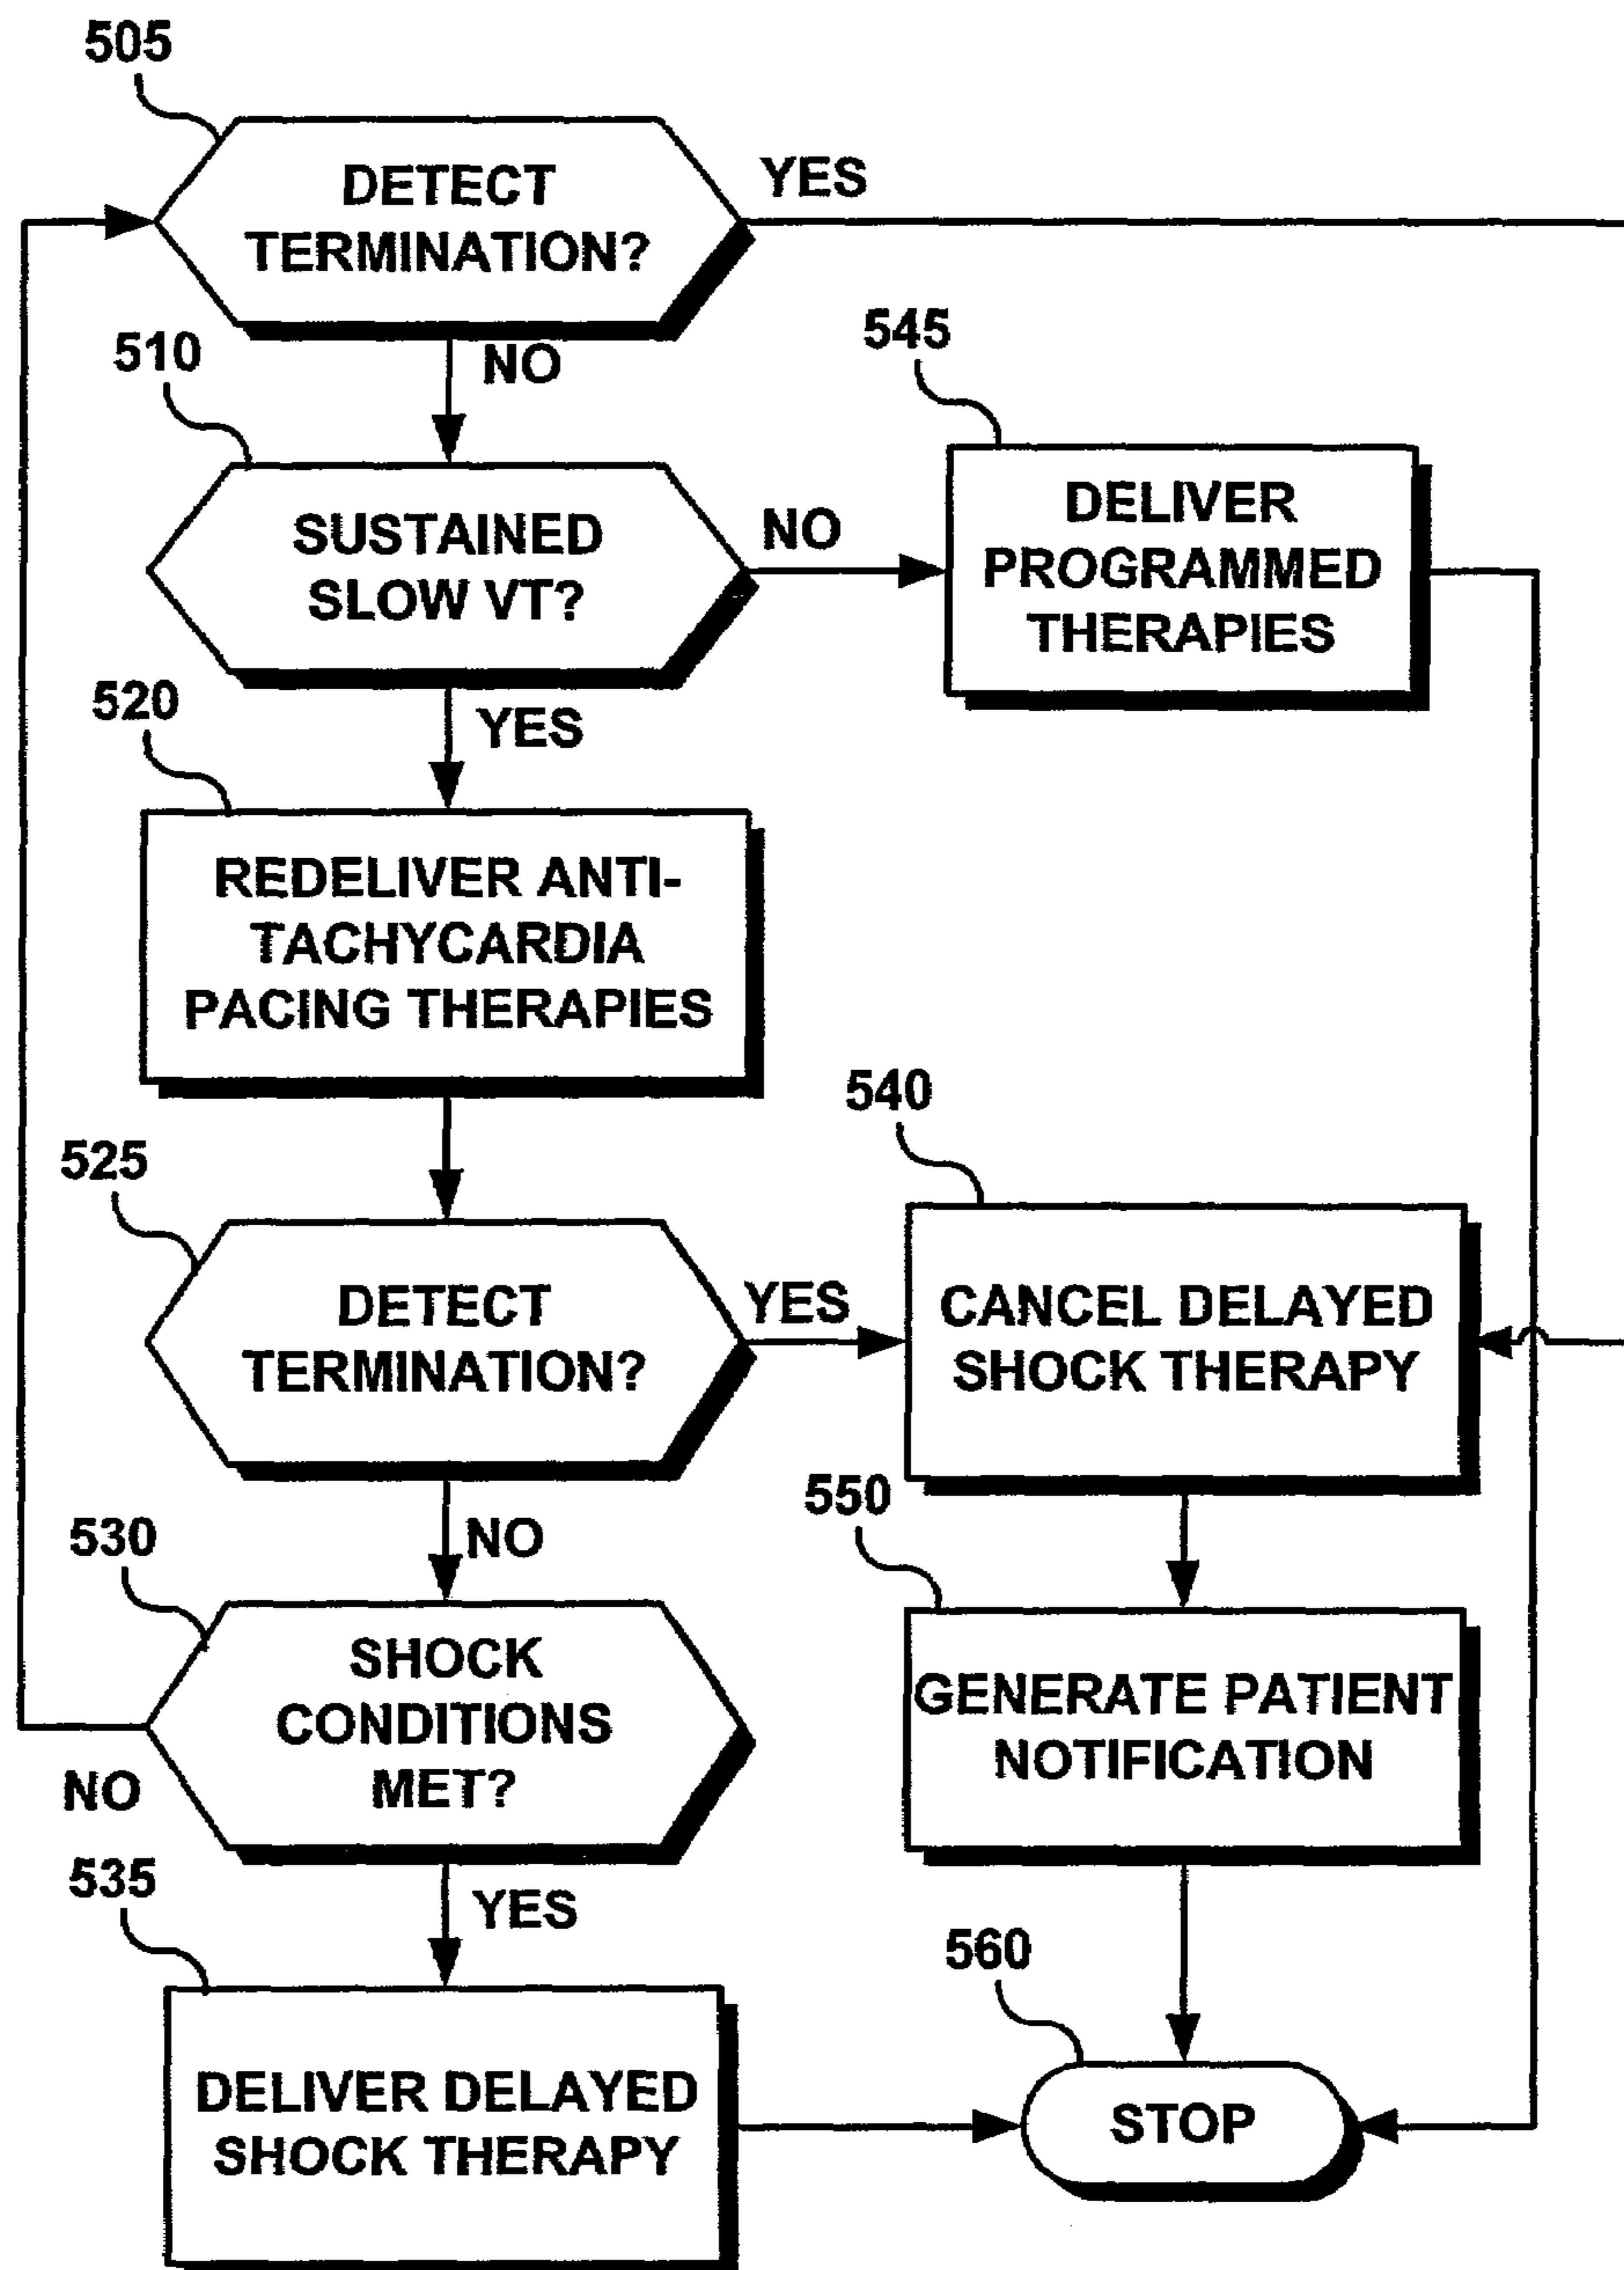 505
DETECT
TERMINATION?
YES
NO
510
SUSTAINED
SLOW VT?
NO
545
DELIVER
PROGRAMMED
THERAPIES
YES
520
REDELIVER ANTI-
TACHYCARDIA
PACING THERAPIES
525
DETECT
TERMINATION?
YES
540
CANCEL DELAYED
SHOCK THERAPY
NO
530
SHOCK
CONDITIONS
MET?
NO
550
GENERATE PATIENT
NOTIFICATION
YES
535
DELIVER DELAYED
SHOCK THERAPY
560
STOP